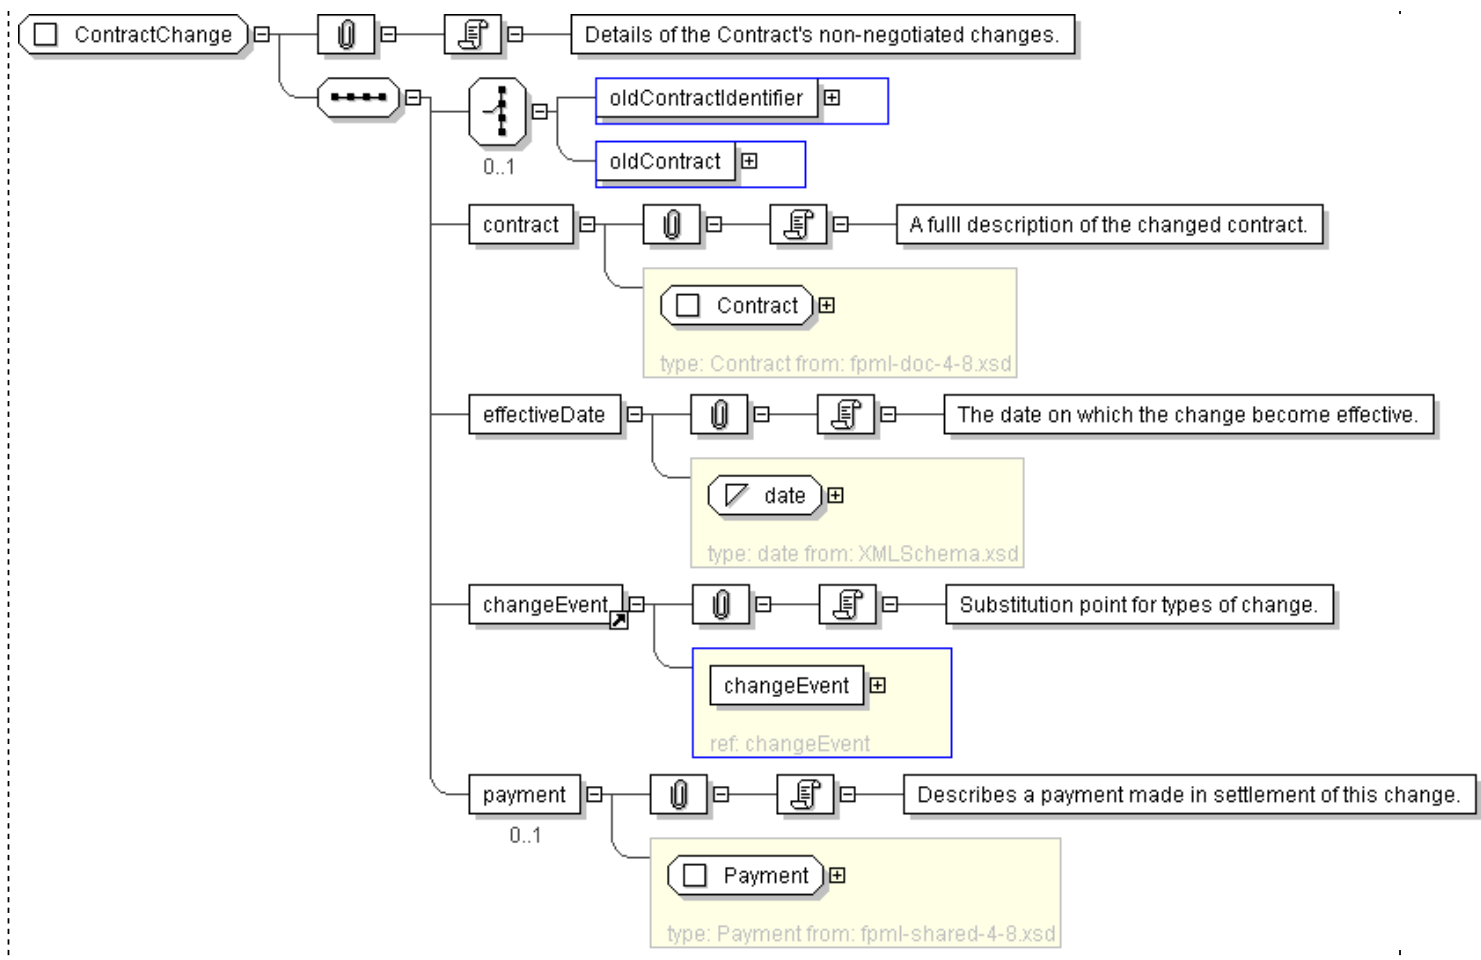 ContractChange
Details of the Contract's non-negotiated changes.
oldContractIdentifier
0..1
oldContract
contract
A fulll description of the changed contract.
Contract
type: Contract from: fpml-doc-4-8.xsd
effectiveDate
The date on which the change become effective.
date
type: date from: XMLSchema.xsd
changeEvent
Substitution point for types of change.
changeEvent
ref: changeEvent
payment
Describes a payment made in settlement of this change.
0..1
Payment
type: Payment from: fpml-shared-4-8.xsd